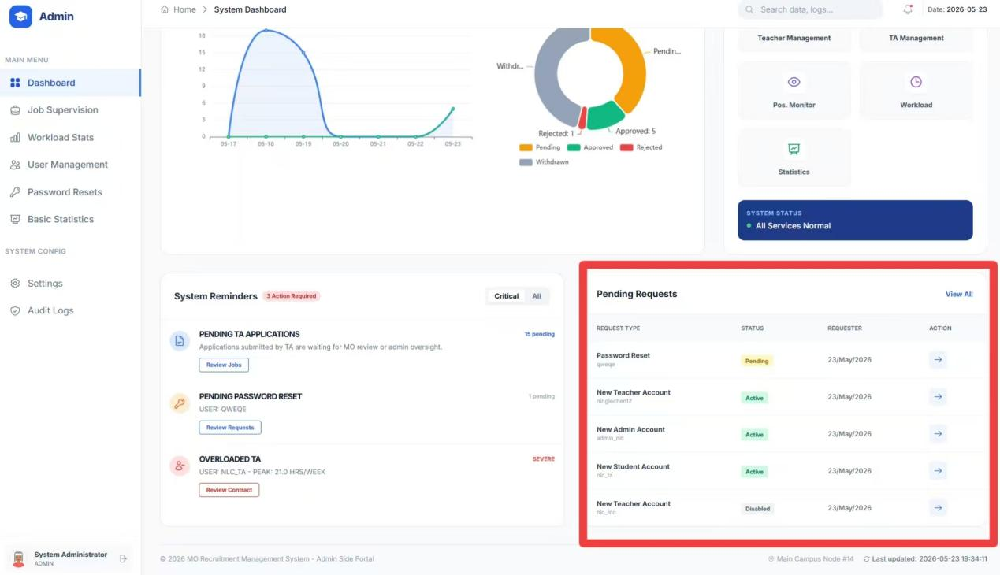 Admin
MAIN MENU
Dashboard
Job Supervision
Workload Stats
User Management
Password Resets
Basic Statistics
SYSTEM CONFIG
Settings
Audit Logs
System Administrator
ADMIN
Home > System Dashboard
Search data, logs...
Date: 2026-05-23
18
15
12
9
6
3
0
05-17 05-18 05-19 05-20 05-21 05-22 05-23
Pendin...
Withdr...
Rejected: 1
Approved: 5
Pending Approved Rejected
Withdrawn
Teacher Management
TA Management
Pos. Monitor
Workload
Statistics
SYSTEM STATUS
All Services Normal
System Reminders 3 Action Required Critical All
PENDING TA APPLICATIONS 15 pending
Applications submitted by TA are waiting for MO review or admin oversight.
Review Jobs
PENDING PASSWORD RESET 1 pending
USER: QWEQE
Review Requests
OVERLOADED TA SEVERE
USER: NLC_TA - PEAK: 21.0 HRS/WEEK
Review Contract
Pending Requests View All
REQUEST TYPE STATUS REQUESTER ACTION
Password Reset Pending 23/May/2026
qweqe
New Teacher Account Active 23/May/2026
ninglechen12
New Admin Account Active 23/May/2026
admin_nlc
New Student Account Active 23/May/2026
nlc_ta
New Teacher Account Disabled 23/May/2026
nlc_mo
© 2026 MO Recruitment Management System - Admin Side Portal
Main Campus Node #14 Last updated: 2026-05-23 19:34:11